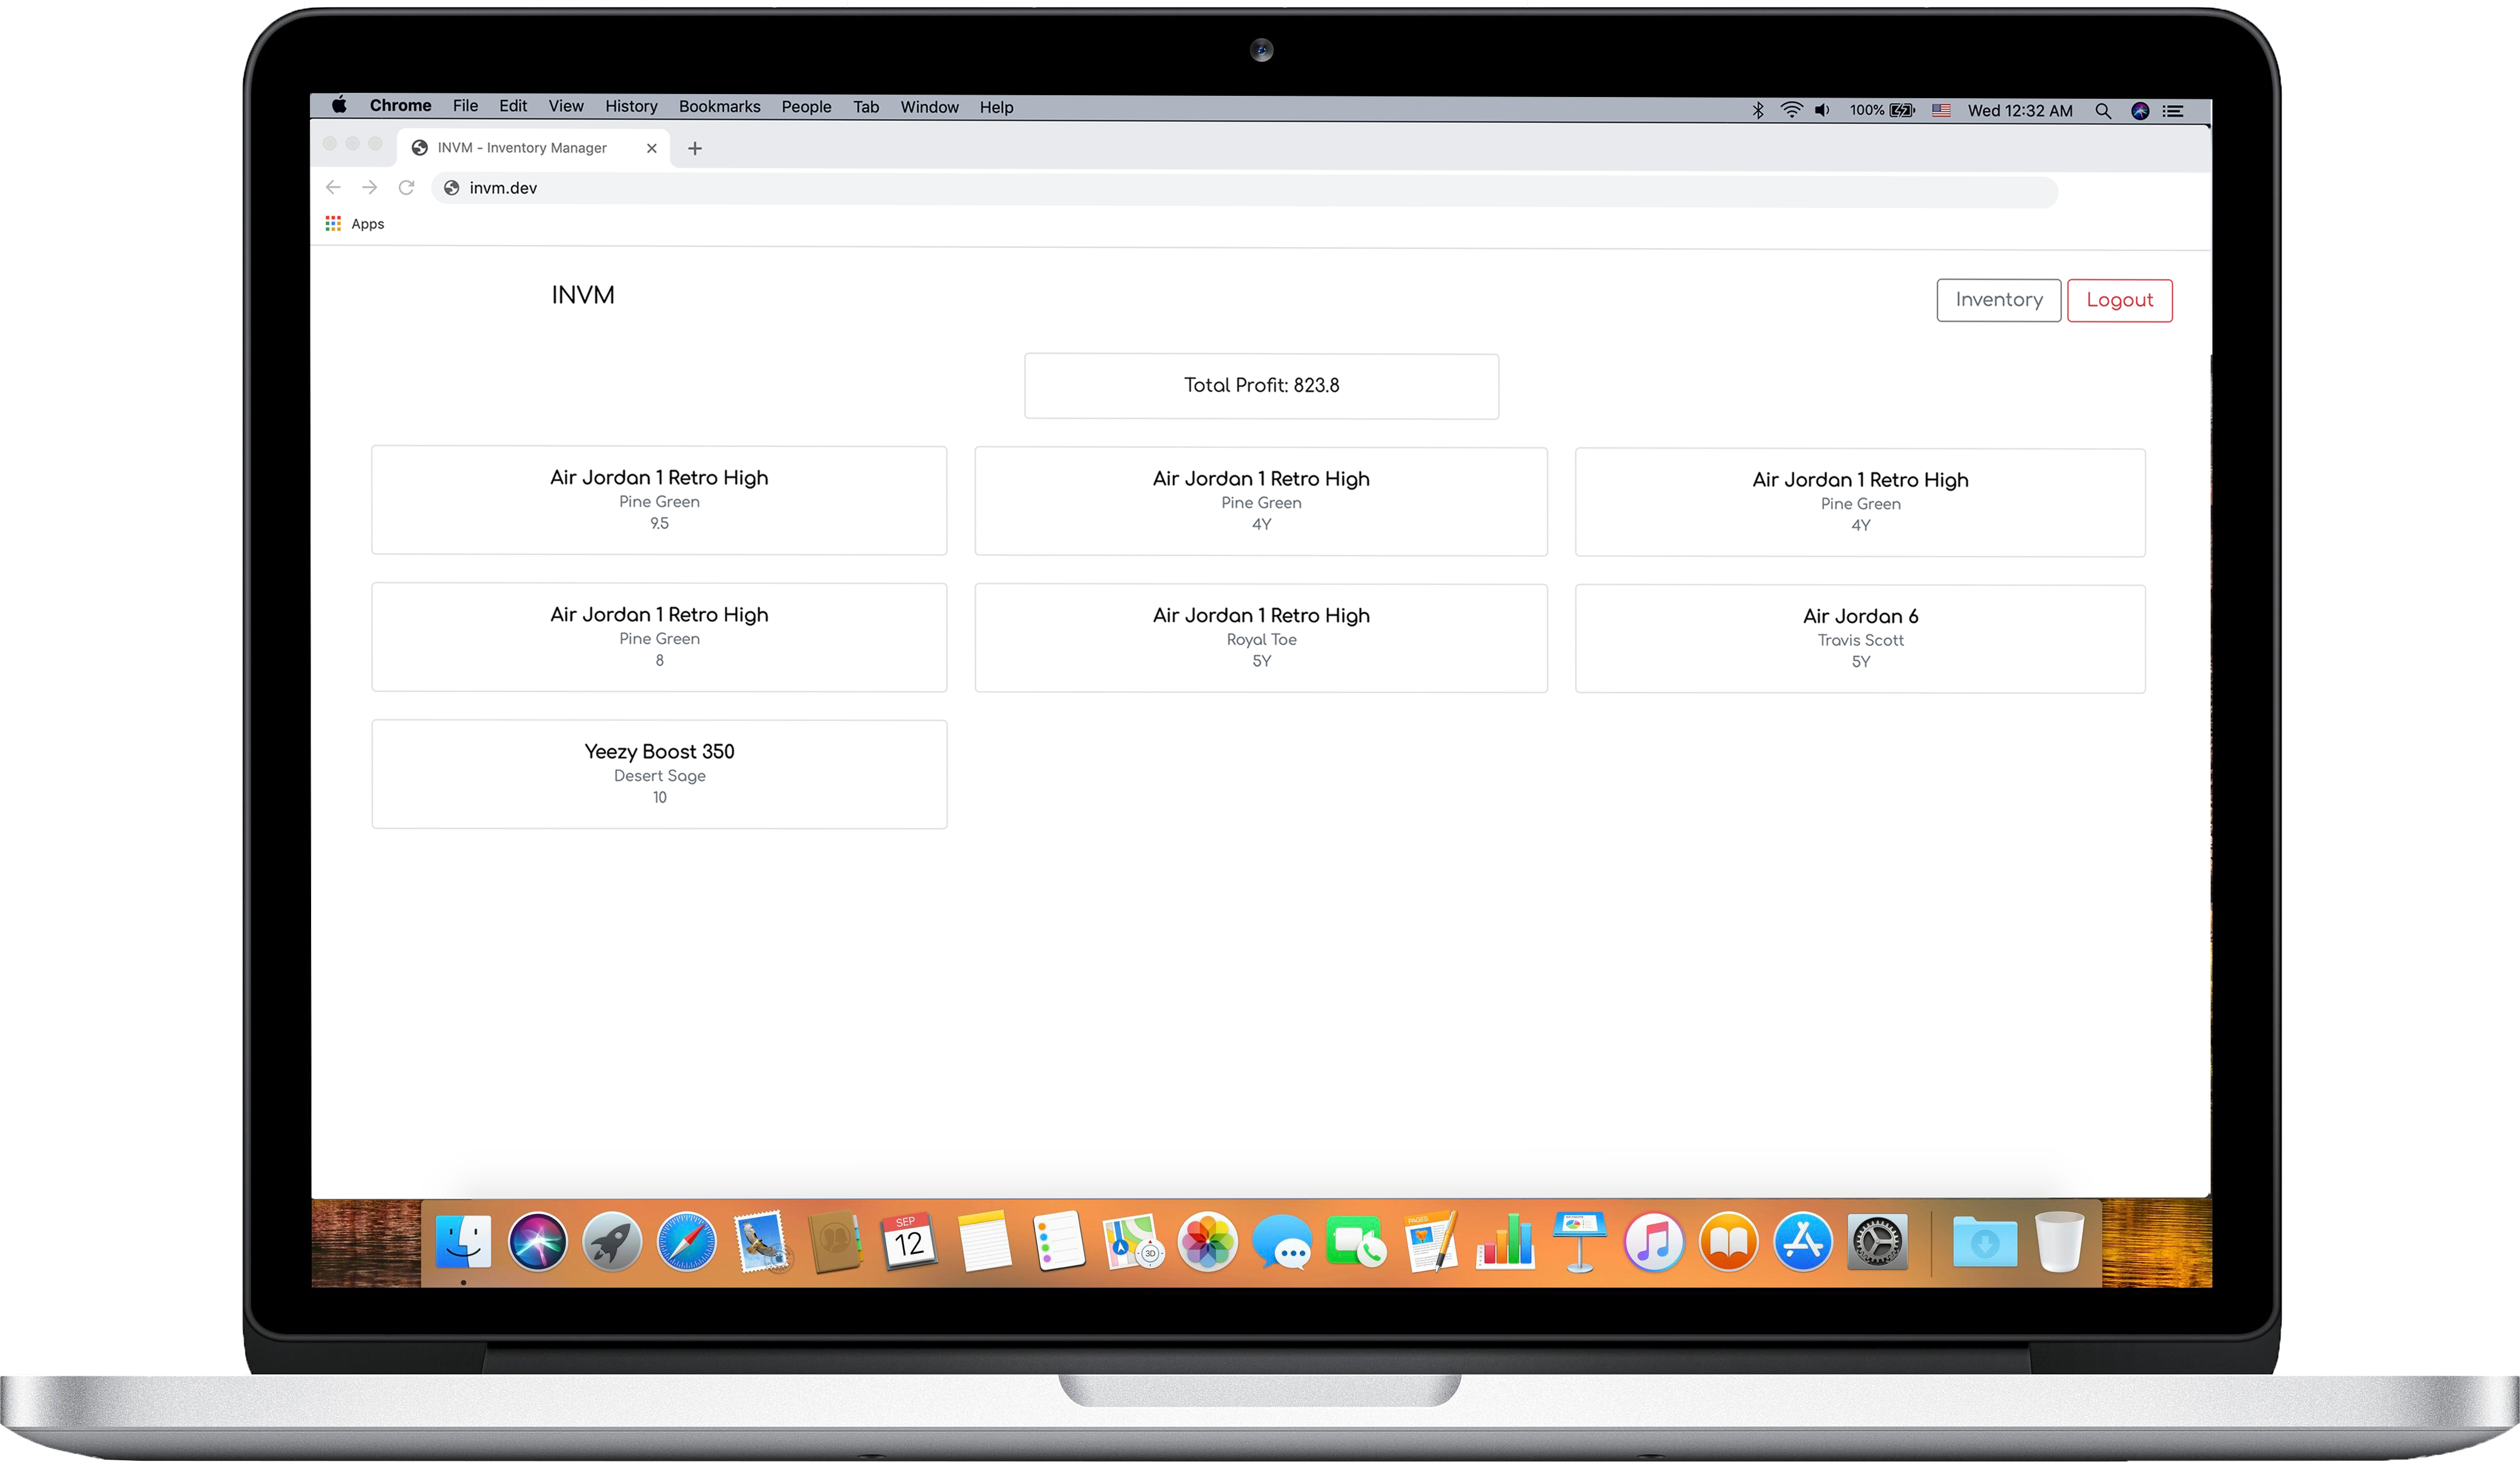 Chrome File Edit View History Bookmarks People Tab Window Help 100% Wed 12:32 AM
INVM - Inventory Manager
invm.dev
Apps
INVM Inventory Logout
Total Profit: 823.8
Air Jordan 1 Retro High
Pine Green
9.5
Air Jordan 1 Retro High
Pine Green
4Y
Air Jordan 1 Retro High
Pine Green
4Y
Air Jordan 1 Retro High
Pine Green
8
Air Jordan 1 Retro High
Royal Toe
5Y
Air Jordan 6
Travis Scott
5Y
Yeezy Boost 350
Desert Sage
10
SEP
12
3D
PAGES